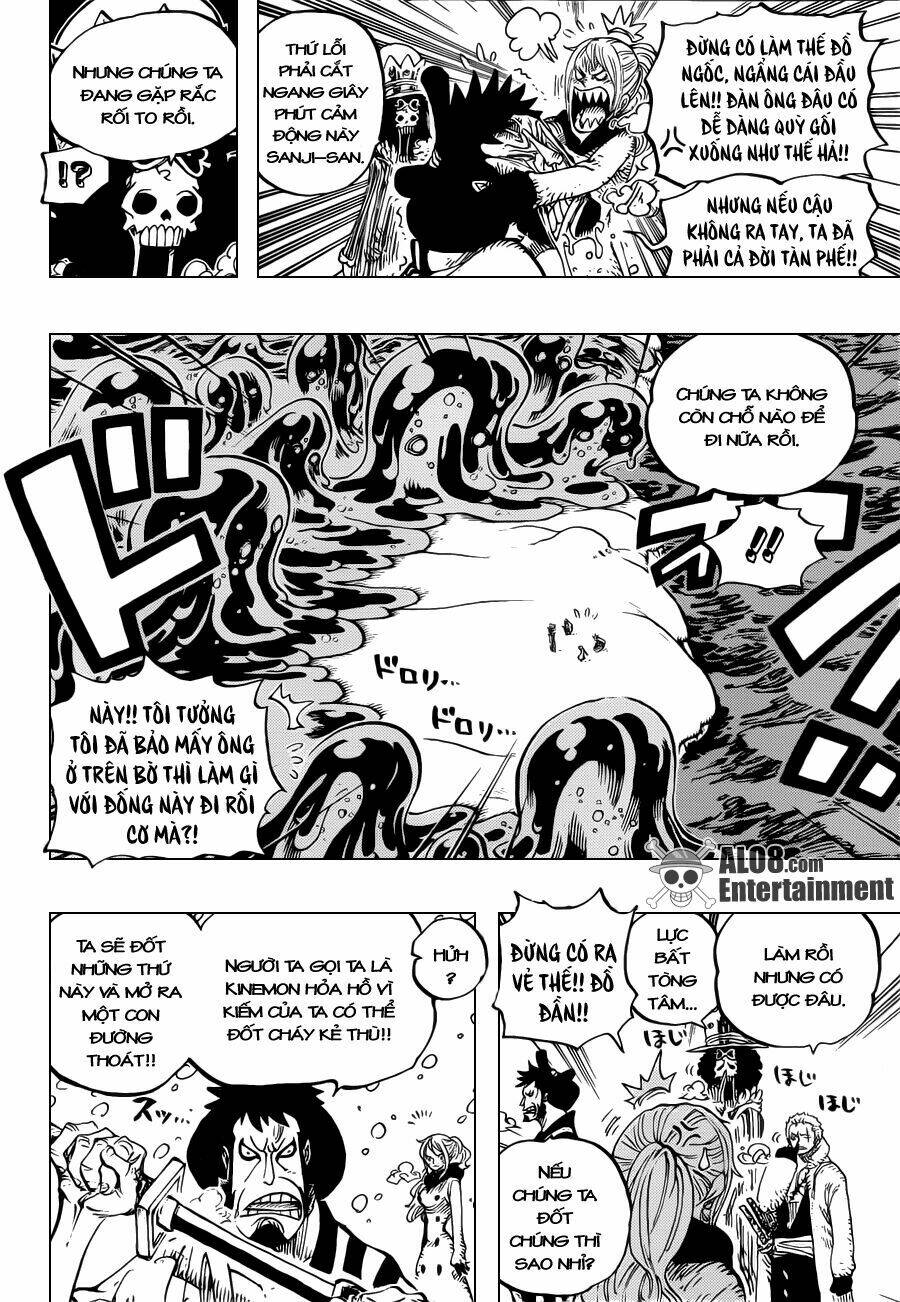 ĐỪNG CÓ LÀM THẾ ĐỒ
NGỐC, NGẨNG CÁI ĐẦU
LÊN!! ĐÀN ÔNG ĐÂU CÓ
DỄ DÀNG QUỲ GỐI
XUỐNG NHƯ THẾ HẢ!!
NHƯNG NẾU CẬU
KHÔNG RA TAY, TA ĐÃ
PHẢI CẢ ĐỜI TÀN PHẾ!!
THỨ LỖI
PHẢI CẮT
NGANG GIÂY
PHÚT CẢM
ĐỘNG NÀY
SANJI-SAN.
NHƯNG CHÚNG TA
ĐANG GẶP RẮC
RỐI TO RỒI.
!?
CHÚNG TA KHÔNG
CÒN CHỖ NÀO ĐỂ
ĐI NỮA RỒI.
!!
ドドオオ!!
ドロリ...
ドロリ...
NÀY!! TÔI TƯỞNG
TÔI ĐÃ BẢO MẤY ÔNG
Ở TRÊN BỜ THÌ LÀM GÌ
VỚI ĐỐNG NÀY ĐI RỒI
CƠ MÀ?!
AL08.com
Entertainment
LÀM RỒI
NHƯNG CÓ
ĐƯỢC ĐÂU.
LỰC
BẤT
TÒNG
TÂM...
ĐỪNG CÓ RA
VẺ THẾ!! ĐỒ
ĐẦN!!
ほじ
ほじ
ほじ
NẾU
CHÚNG TA
ĐỐT
CHÚNG THÌ
SAO NHỈ?
HỬH
?
NGƯỜI TA GỌI TA LÀ
KINEMON HỎA HỒ VÌ
KIẾM CỦA TA CÓ THỂ
ĐỐT CHÁY KẺ THÙ!!
TA SẼ ĐỐT
NHỮNG THỨ
NÀY VÀ MỞ RA
MỘT CON
ĐƯỜNG
THOÁT!!
スッ...